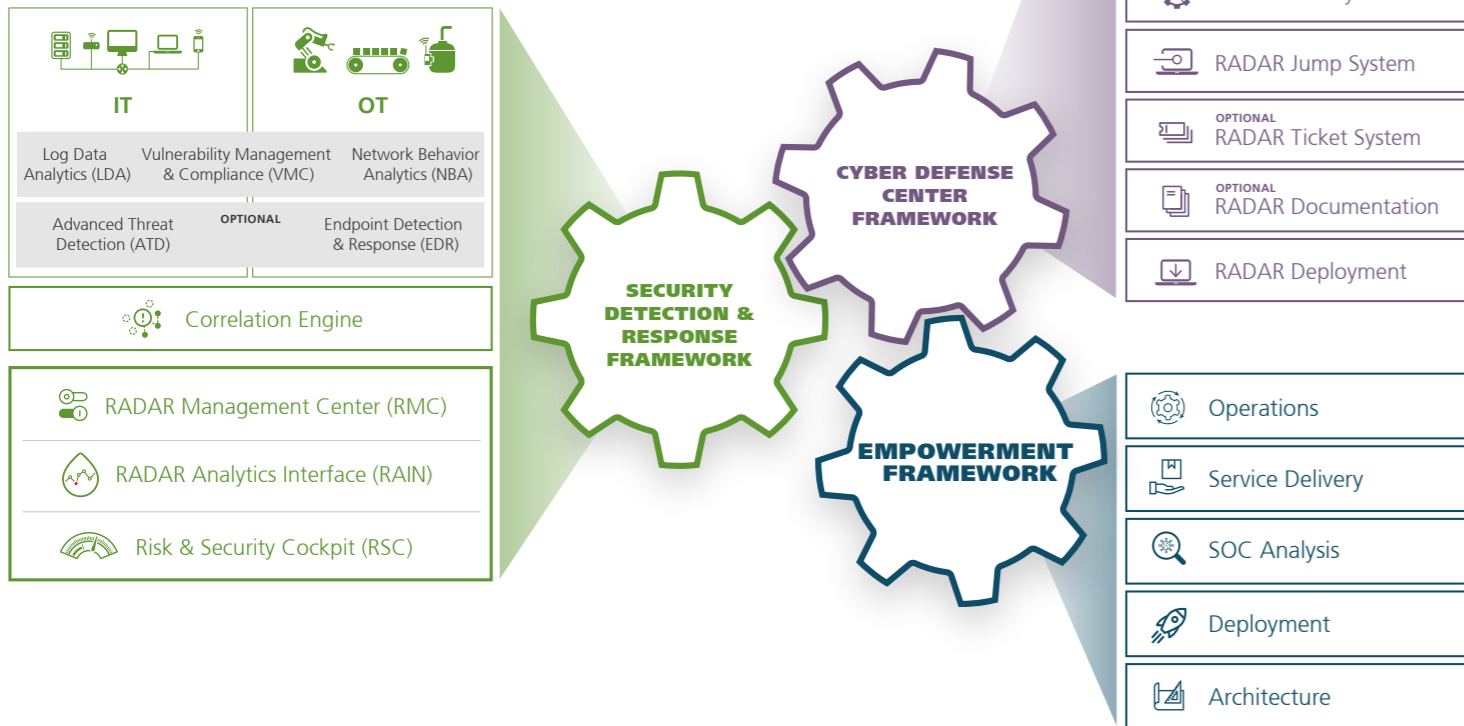 IT
OT
Log Data
Analytics (LDA)
Vulnerability Management
& Compliance (VMC)
Network Behavior
Analytics (NBA)
Advanced Threat
Detection (ATD)
OPTIONAL
Endpoint Detection
& Response (EDR)
Correlation Engine
RADAR Management Center (RMC)
RADAR Analytics Interface (RAIN)
Risk & Security Cockpit (RSC)
SECURITY
DETECTION &
RESPONSE
FRAMEWORK
CYBER DEFENSE
CENTER
FRAMEWORK
EMPOWERMENT
FRAMEWORK
RADAR Jump System
OPTIONAL
RADAR Ticket System
OPTIONAL
RADAR Documentation
RADAR Deployment
Operations
Service Delivery
SOC Analysis
Deployment
Architecture